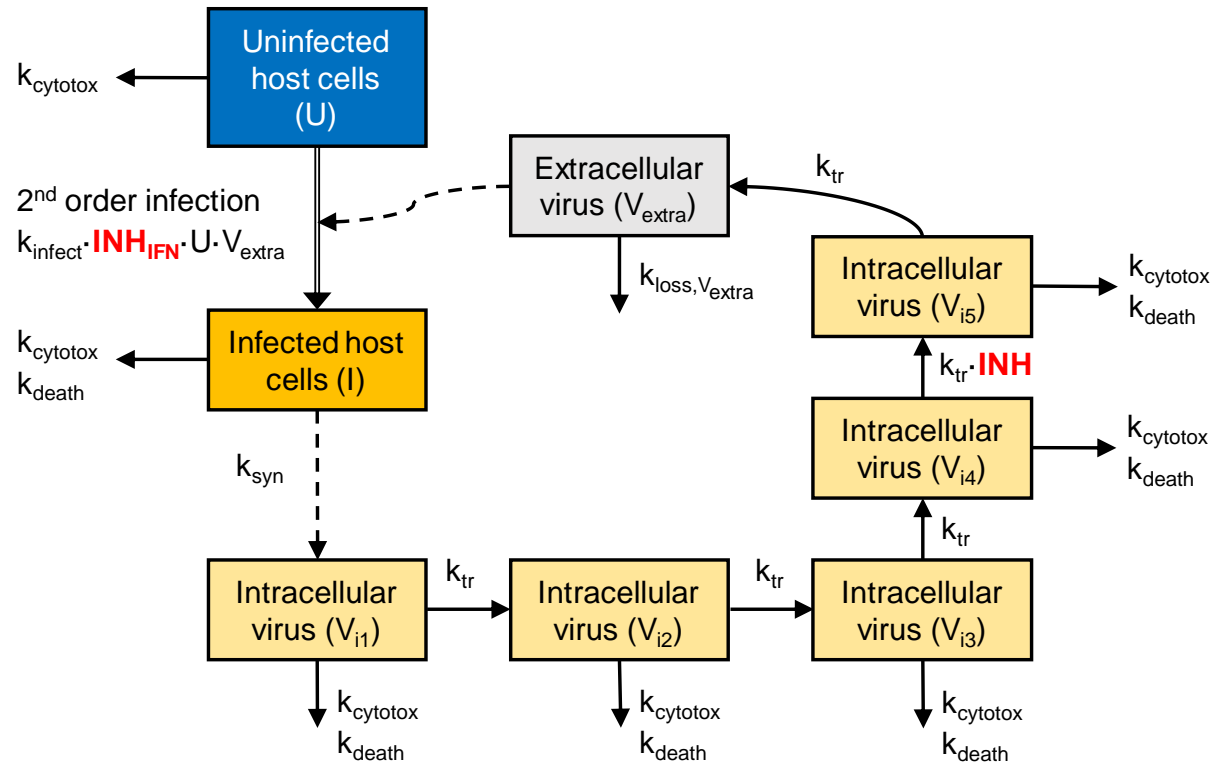 Uninfected
host cells
(U)
k_cytotox
2nd order infection
k_infect·INH_IFN·U·V_extra
Extracellular
virus (V_extra)
k_tr
k_loss,V_extra
Intracellular
virus (V_i5)
k_cytotox
k_death
Infected host
cells (I)
k_cytotox
k_death
k_tr·INH
Intracellular
virus (V_i4)
k_cytotox
k_death
k_syn
k_tr
Intracellular
virus (V_i1)
k_tr
Intracellular
virus (V_i2)
k_tr
Intracellular
virus (V_i3)
k_cytotox
k_death
k_cytotox
k_death
k_cytotox
k_death